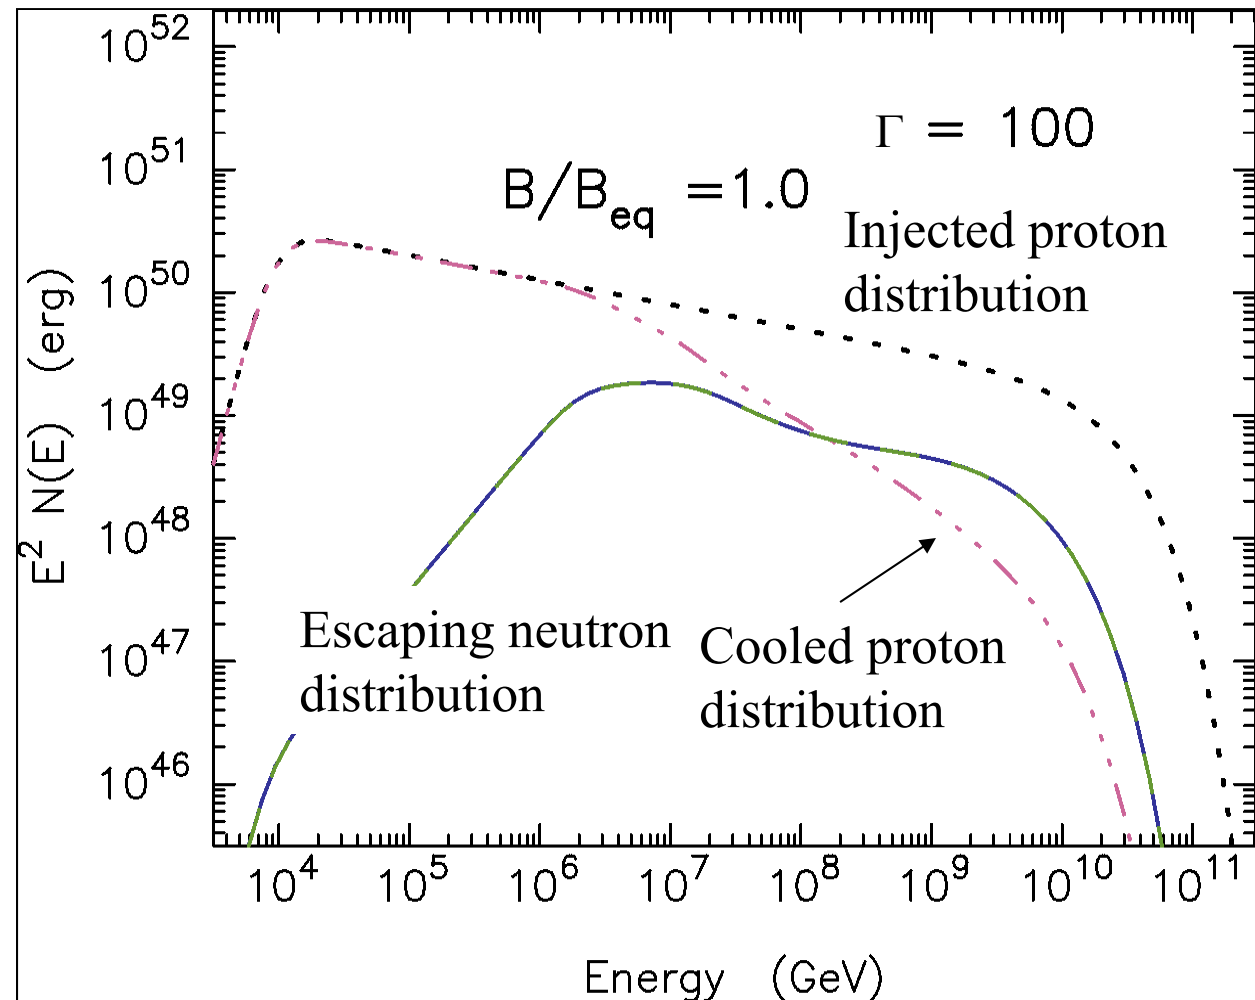 10^52
10^51
10^50
10^49
10^48
10^47
10^46
E^2 N(E) (erg)
Γ = 100
B/B_eq =1.0
Injected proton
distribution
Escaping neutron
distribution
Cooled proton
distribution
10^4 10^5 10^6 10^7 10^8 10^9 10^10 10^11
Energy (GeV)